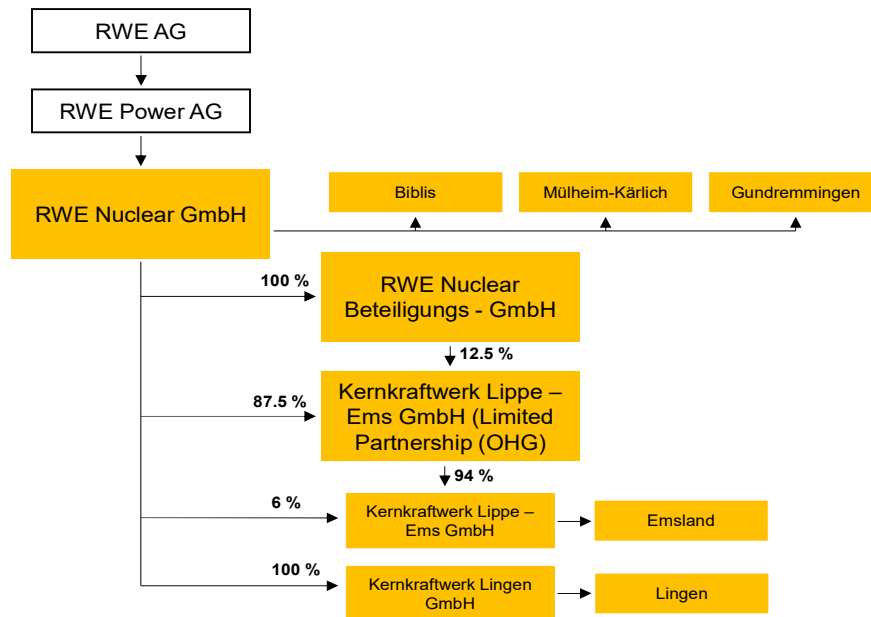 RWE AG
RWE Power AG
RWE Nuclear GmbH
Biblis
Mülheim-Kärlich
Gundremmingen
100 %
RWE Nuclear
Beteiligungs - GmbH
12.5 %
87.5 %
Kernkraftwerk Lippe –
Ems GmbH (Limited
Partnership (OHG)
94 %
6 %
Kernkraftwerk Lippe –
Ems GmbH
Emsland
100 %
Kernkraftwerk Lingen
GmbH
Lingen